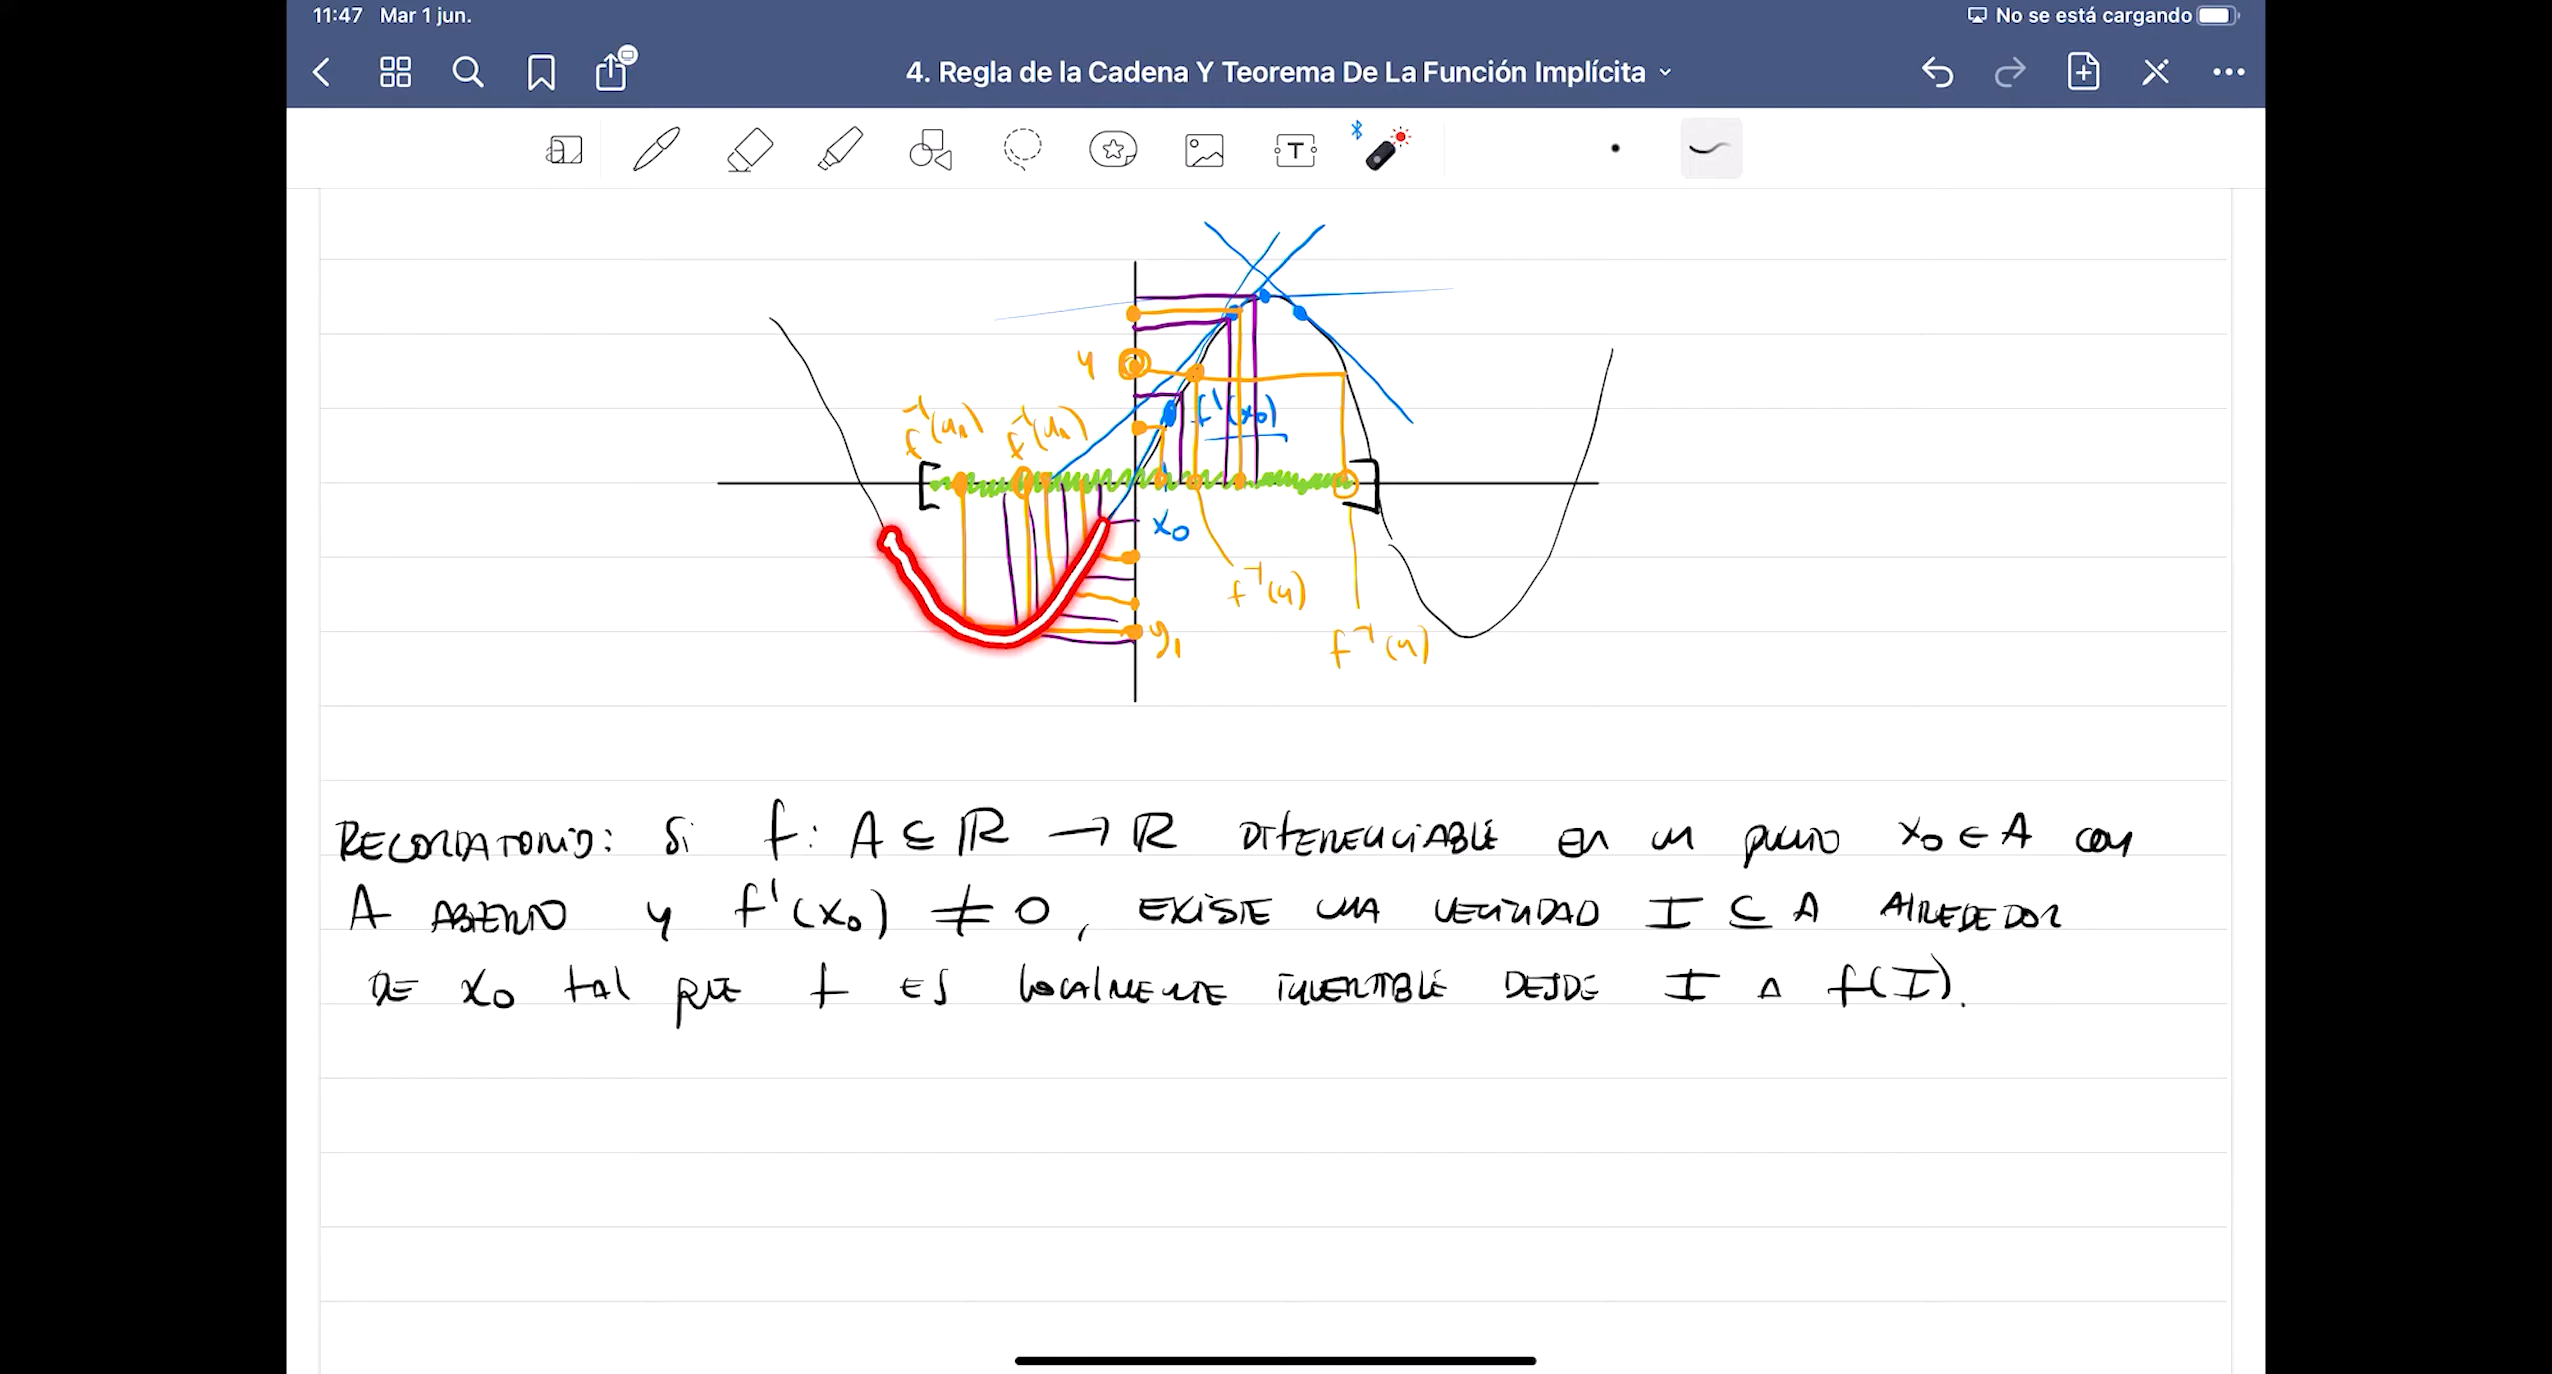 11:47 Mar 1 jun.
No se está cargando
4. Regla de la Cadena Y Teorema De La Función Implícita
y
f'(x₀)
f⁻¹(y₁) f⁻¹(y₁)
x₀
f⁻¹(y)
y₁
f⁻¹(y)
RECORDATORIO: Si f: A ⊆ ℝ → ℝ DIFERENCIABLE EN UN PUNTO x₀ ∈ A CON
A ABIERTO y f'(x₀) ≠ 0, EXISTE UNA VECINDAD I ⊆ A ALREDEDOR
DE x₀ tAl QUE f ES LOCALMENTE INVERTIBLE DESDE I A f(I).